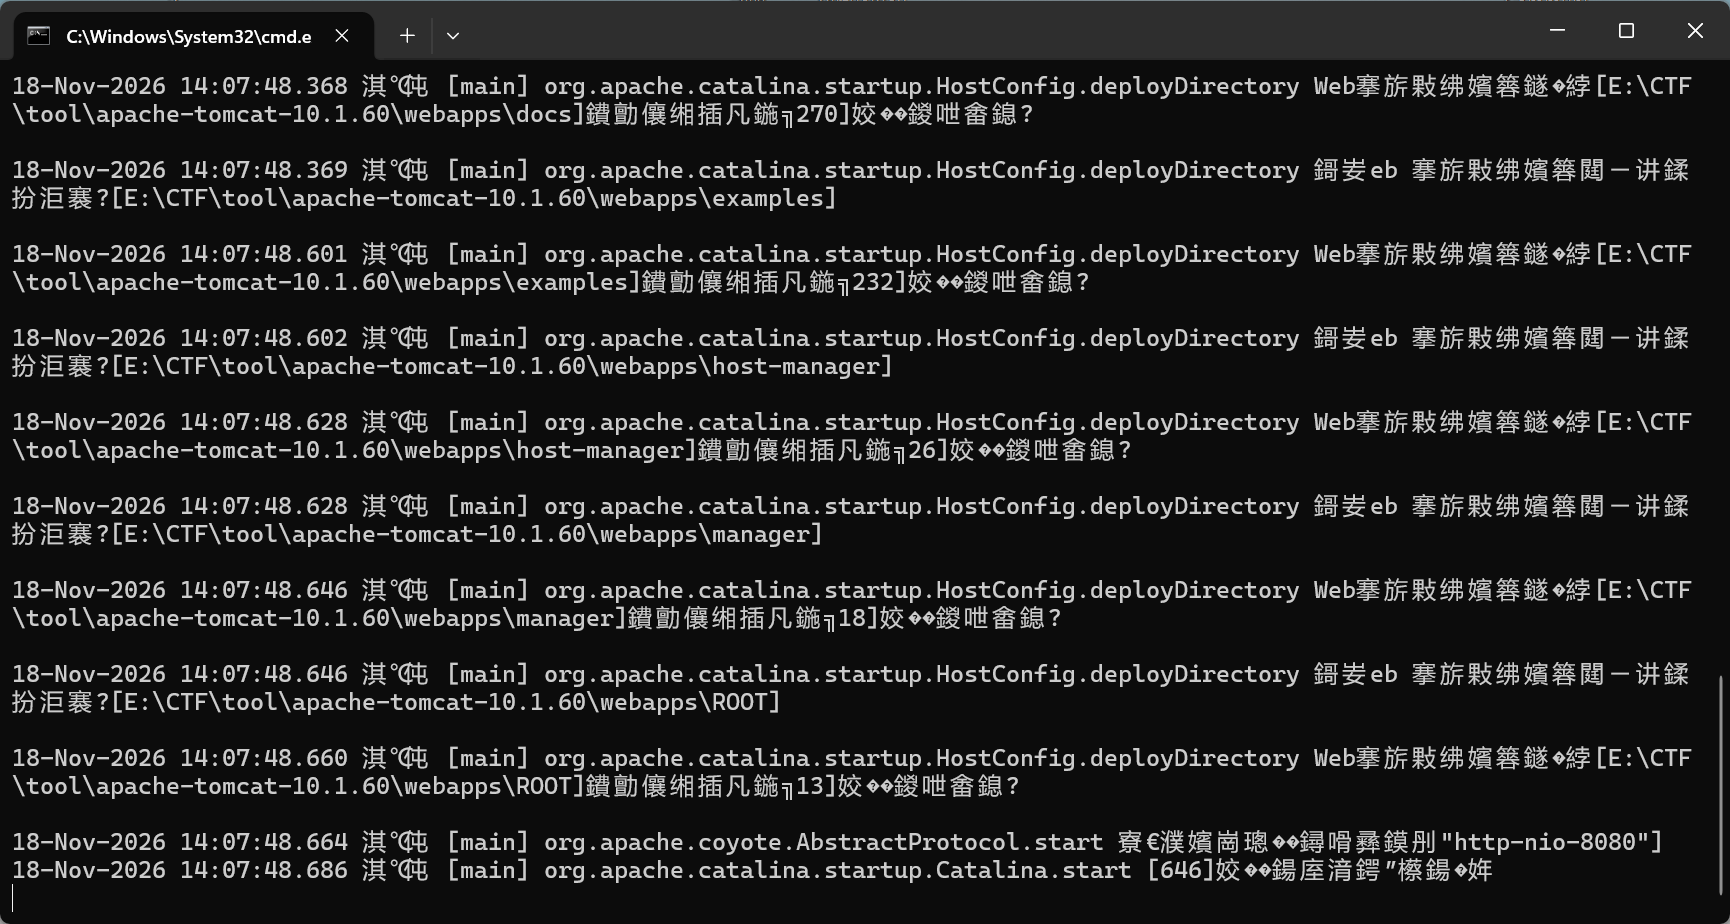 C:\Windows\System32\cmd.e
18-Nov-2026 14:07:48.368 淇℃伅 [main] org.apache.catalina.startup.HostConfig.deployDirectory Web搴旂敤绋嬪簭鐩�綍[E:\CTF
\tool\apache-tomcat-10.1.60\webapps\docs]鐨勯儴缃插凡鍦╗270]姣��鍐呭畬鎴?
18-Nov-2026 14:07:48.369 淇℃伅 [main] org.apache.catalina.startup.HostConfig.deployDirectory 鎶妛eb 搴旂敤绋嬪簭閮ㄧ讲鍒
扮洰褰?[E:\CTF\tool\apache-tomcat-10.1.60\webapps\examples]
18-Nov-2026 14:07:48.601 淇℃伅 [main] org.apache.catalina.startup.HostConfig.deployDirectory Web搴旂敤绋嬪簭鐩�綍[E:\CTF
\tool\apache-tomcat-10.1.60\webapps\examples]鐨勯儴缃插凡鍦╗232]姣��鍐呭畬鎴?
18-Nov-2026 14:07:48.602 淇℃伅 [main] org.apache.catalina.startup.HostConfig.deployDirectory 鎶妛eb 搴旂敤绋嬪簭閮ㄧ讲鍒
扮洰褰?[E:\CTF\tool\apache-tomcat-10.1.60\webapps\host-manager]
18-Nov-2026 14:07:48.628 淇℃伅 [main] org.apache.catalina.startup.HostConfig.deployDirectory Web搴旂敤绋嬪簭鐩�綍[E:\CTF
\tool\apache-tomcat-10.1.60\webapps\host-manager]鐨勯儴缃插凡鍦╗26]姣��鍐呭畬鎴?
18-Nov-2026 14:07:48.628 淇℃伅 [main] org.apache.catalina.startup.HostConfig.deployDirectory 鎶妛eb 搴旂敤绋嬪簭閮ㄧ讲鍒
扮洰褰?[E:\CTF\tool\apache-tomcat-10.1.60\webapps\manager]
18-Nov-2026 14:07:48.646 淇℃伅 [main] org.apache.catalina.startup.HostConfig.deployDirectory Web搴旂敤绋嬪簭鐩�綍[E:\CTF
\tool\apache-tomcat-10.1.60\webapps\manager]鐨勯儴缃插凡鍦╗18]姣��鍐呭畬鎴?
18-Nov-2026 14:07:48.646 淇℃伅 [main] org.apache.catalina.startup.HostConfig.deployDirectory 鎶妛eb 搴旂敤绋嬪簭閮ㄧ讲鍒
扮洰褰?[E:\CTF\tool\apache-tomcat-10.1.60\webapps\ROOT]
18-Nov-2026 14:07:48.660 淇℃伅 [main] org.apache.catalina.startup.HostConfig.deployDirectory Web搴旂敤绋嬪簭鐩�綍[E:\CTF
\tool\apache-tomcat-10.1.60\webapps\ROOT]鐨勯儴缃插凡鍦╗13]姣��鍐呭畬鎴?
18-Nov-2026 14:07:48.664 淇℃伅 [main] org.apache.coyote.AbstractProtocol.start 寮€濮嬪崗璁��鐞嗗彞鏌刐"http-nio-8080"]
18-Nov-2026 14:07:48.686 淇℃伅 [main] org.apache.catalina.startup.Catalina.start [646]姣��鍚庢湇鍔″櫒鍚�姩